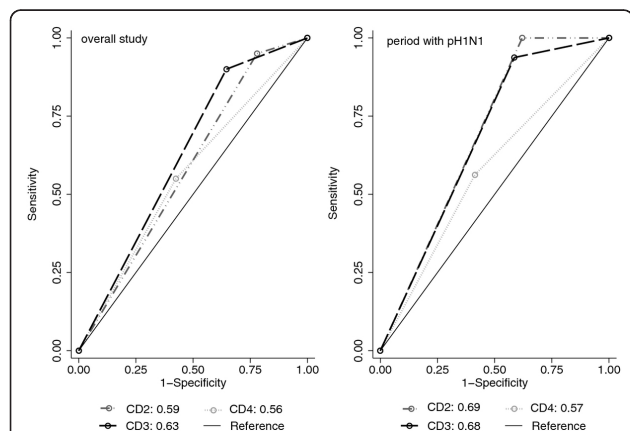 overall study
1.00
0.75
0.50
0.25
0.00
Sensitivity
0.00
0.25
0.50
0.75
1.00
1−Specificity
CD2: 0.59
CD4: 0.56
CD3: 0.63
Reference
period with pH1N1
1.00
0.75
0.50
0.25
0.00
Sensitivity
0.00
0.25
0.50
0.75
1.00
1−Specificity
CD2: 0.69
CD4: 0.57
CD3: 0.68
Reference